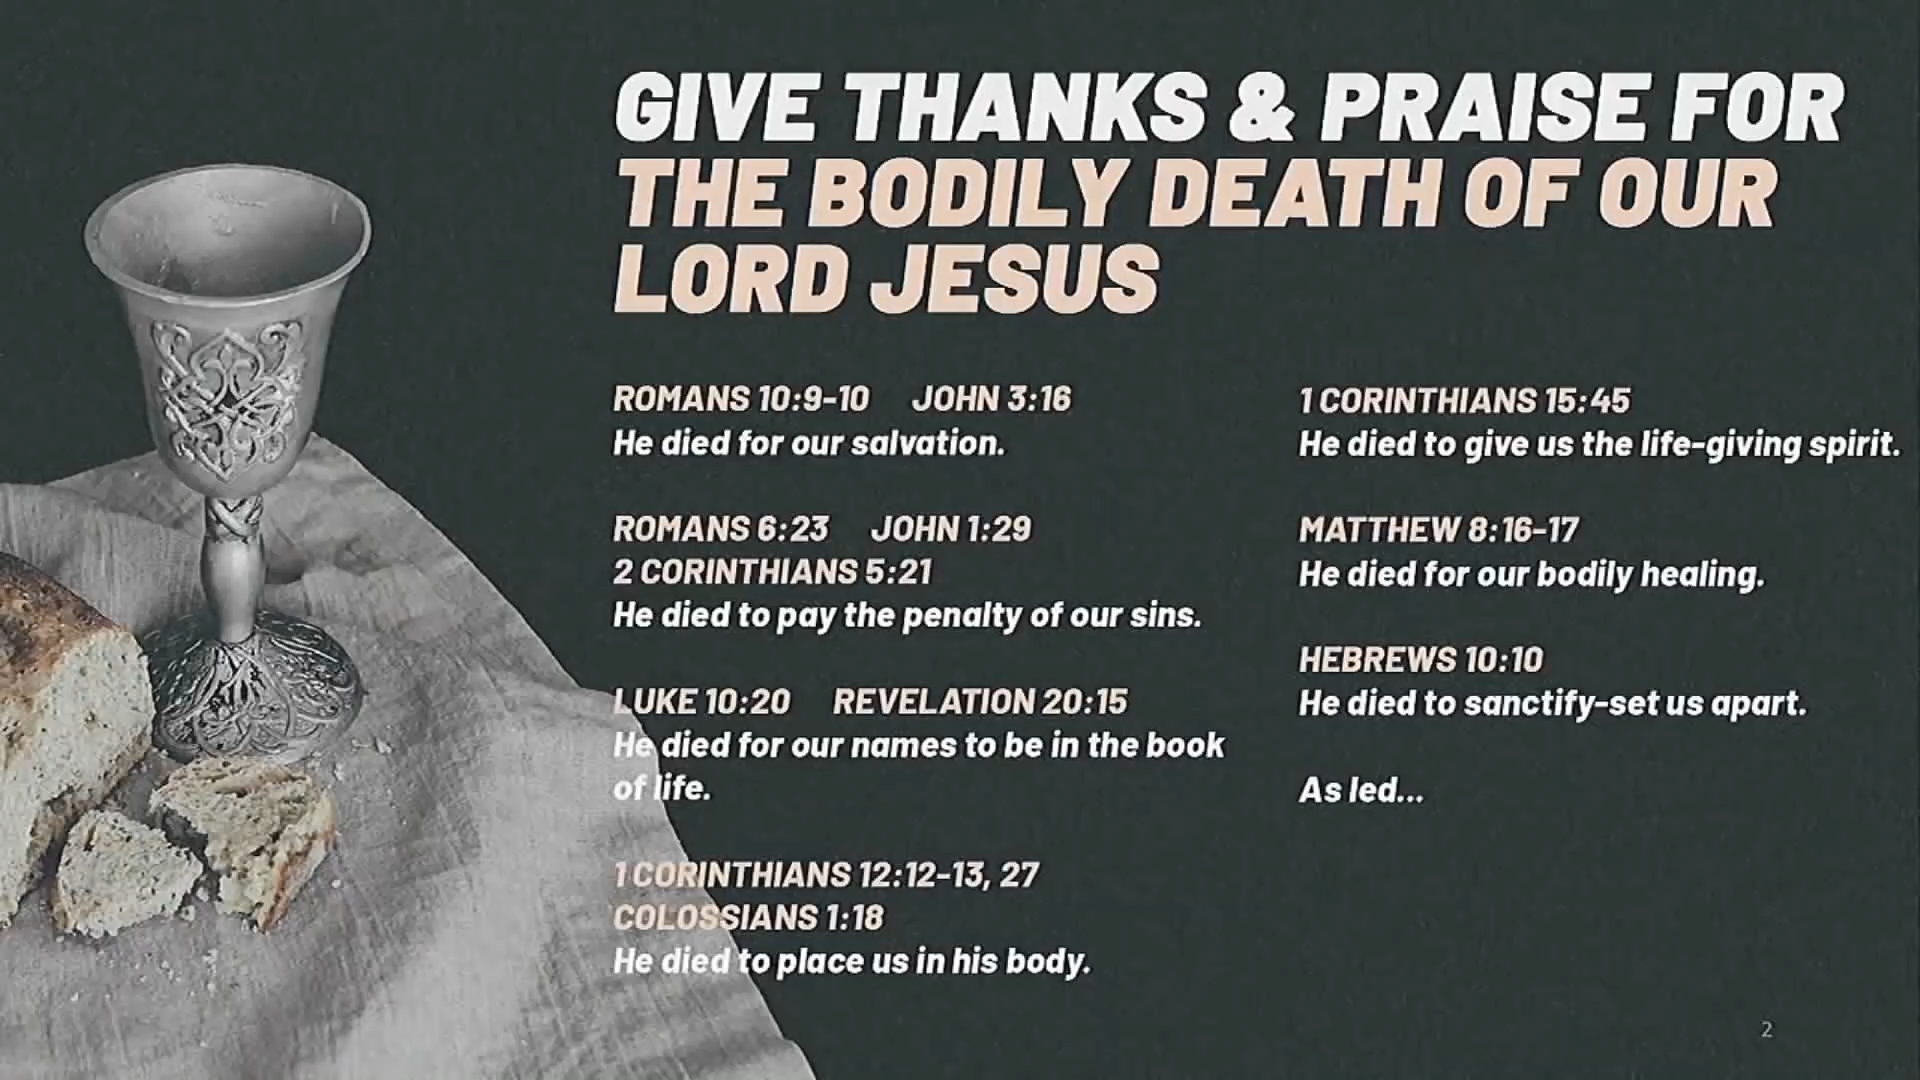 GIVE THANKS & PRAISE FOR
THE BODILY DEATH OF OUR
LORD JESUS
ROMANS 10:9-10 JOHN 3:16
He died for our salvation.
ROMANS 6:23 JOHN 1:29
2 CORINTHIANS 5:21
He died to pay the penalty of our sins.
LUKE 10:20 REVELATION 20:15
He died for our names to be in the book
of life.
1 CORINTHIANS 12:12-13, 27
COLOSSIANS 1:18
He died to place us in his body.
1 CORINTHIANS 15:45
He died to give us the life-giving spirit.
MATTHEW 8:16-17
He died for our bodily healing.
HEBREWS 10:10
He died to sanctify-set us apart.
As led...
2